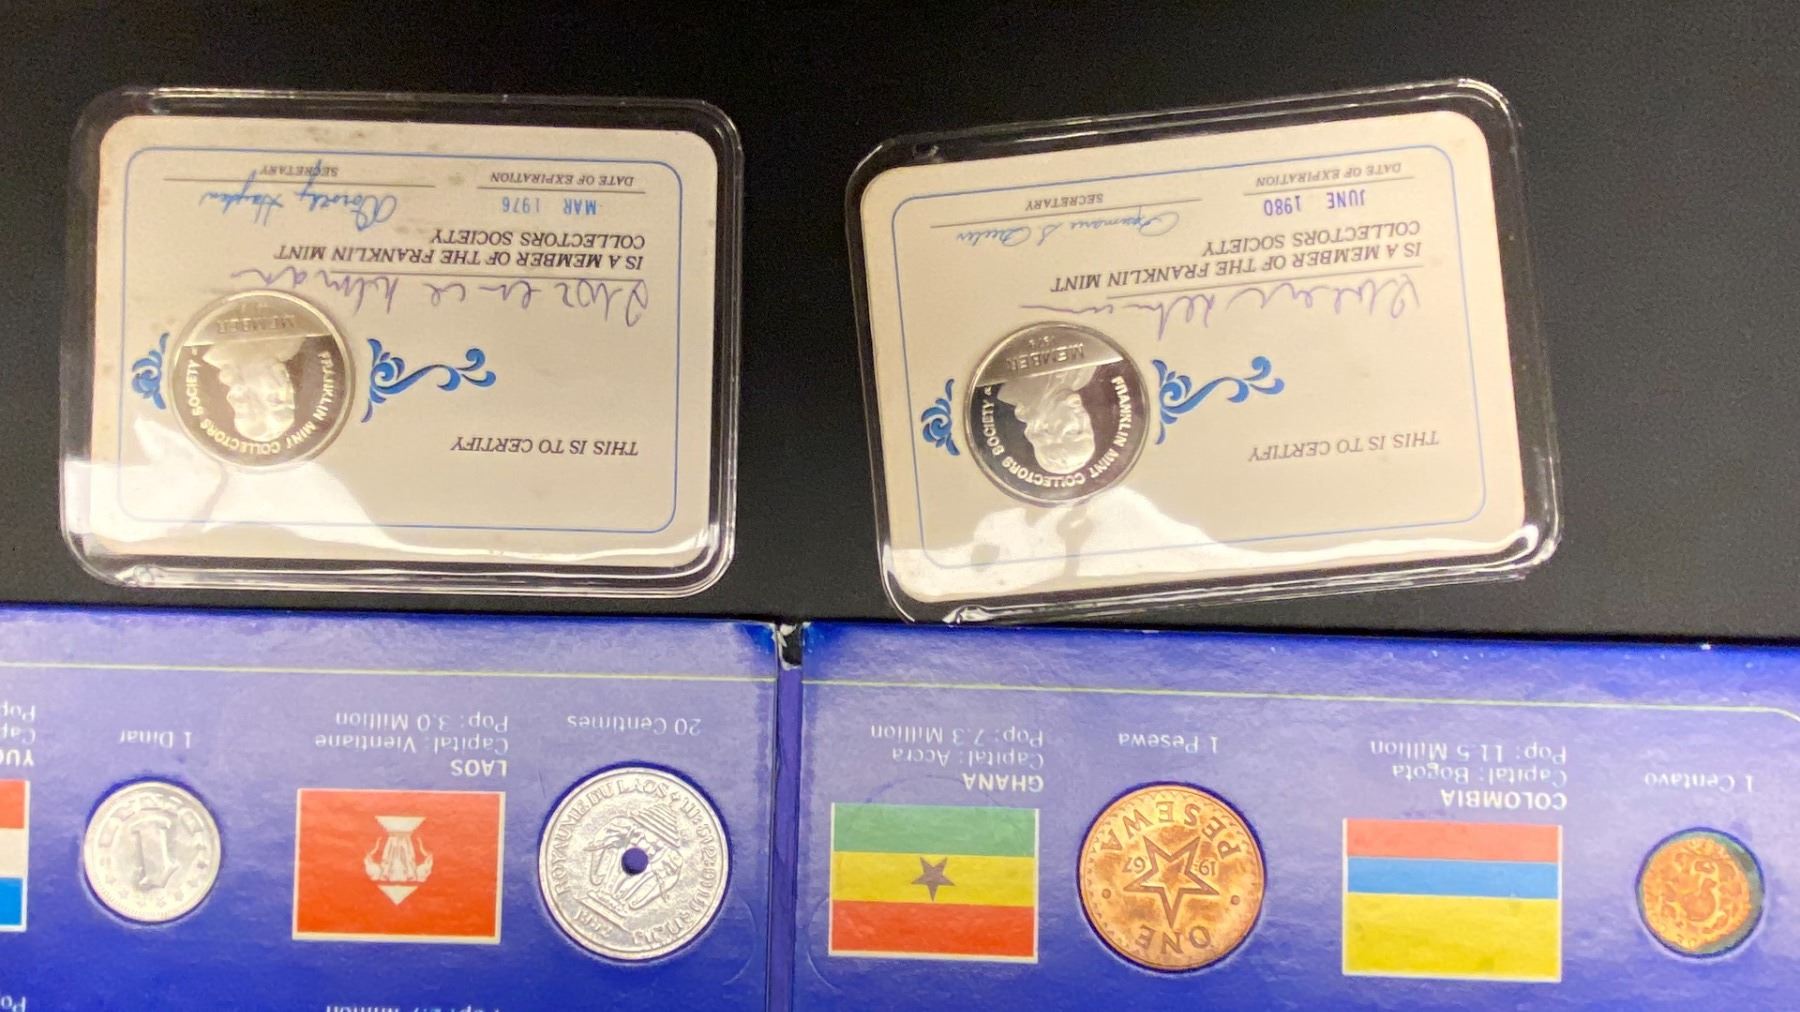 THIS IS TO CERTIFY
IS A MEMBER OF THE FRANKLIN MINT
COLLECTORS SOCIETY
JUNE 1980
DATE OF EXPIRATION
SECRETARY
FRANKLIN MINT COLLECTORS SOCIETY
MEMBER
THIS IS TO CERTIFY
IS A MEMBER OF THE FRANKLIN MINT
COLLECTORS SOCIETY
MAR 1976
DATE OF EXPIRATION
Dorothy
SECRETARY
FRANKLIN MINT COLLECTORS SOCIETY
MEMBER
1 Centavo
COLOMBIA
Capital: Bogota
Pop: 11.5 Million
1 Pesewa
ONE PESEWA
1967
GHANA
Capital: Accra
Pop: 7.3 Million
20 Centimes
ROYAUME DU LAOS
LAOS
Capital: Vientiane
Pop: 3.0 Million
1 Dinar
1